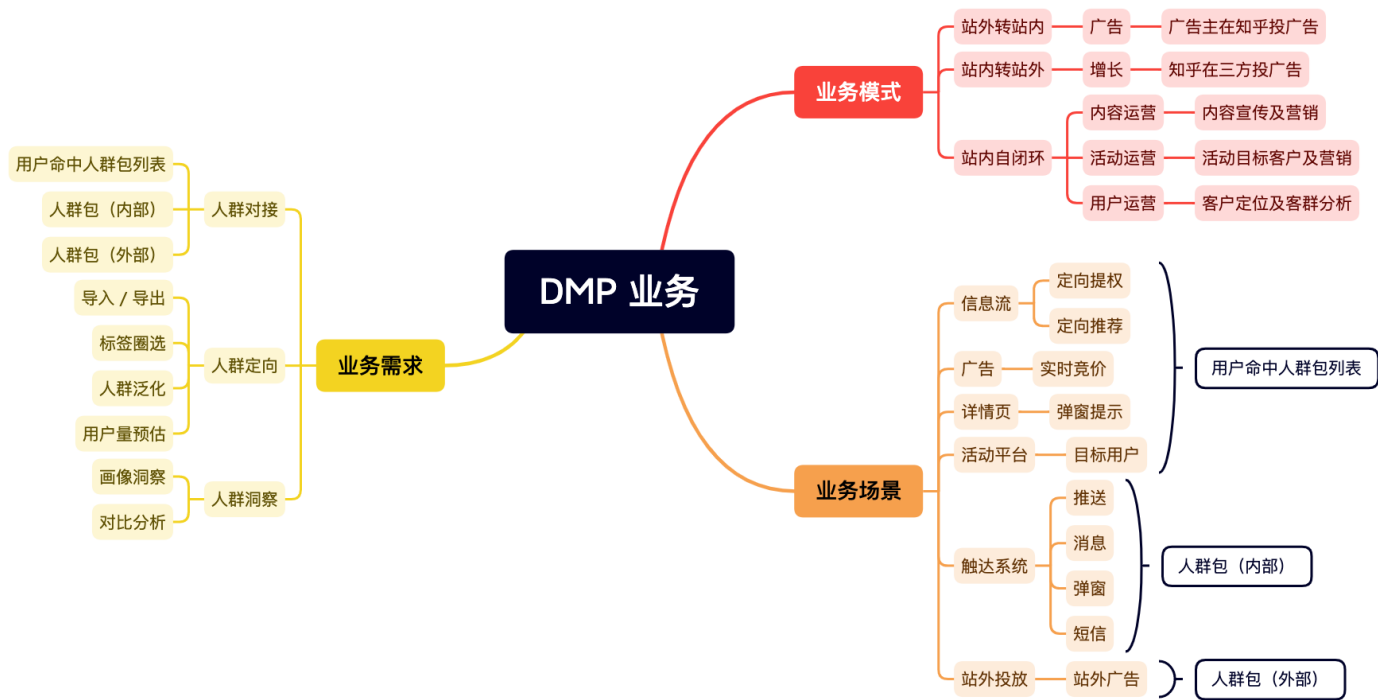 DMP 业务
业务模式
站外转站内
广告
广告主在知乎投广告
站内转站外
增长
知乎在三方投广告
站内自闭环
内容运营
内容宣传及营销
活动运营
活动目标客户及营销
用户运营
客户定位及客群分析
业务场景
信息流
定向提权
定向推荐
广告
实时竞价
详情页
弹窗提示
活动平台
目标用户
用户命中人群包列表
触达系统
推送
消息
弹窗
短信
人群包（内部）
站外投放
站外广告
人群包（外部）
业务需求
人群对接
用户命中人群包列表
人群包（内部）
人群包（外部）
人群定向
导入 / 导出
标签圈选
人群泛化
用户量预估
人群洞察
画像洞察
对比分析